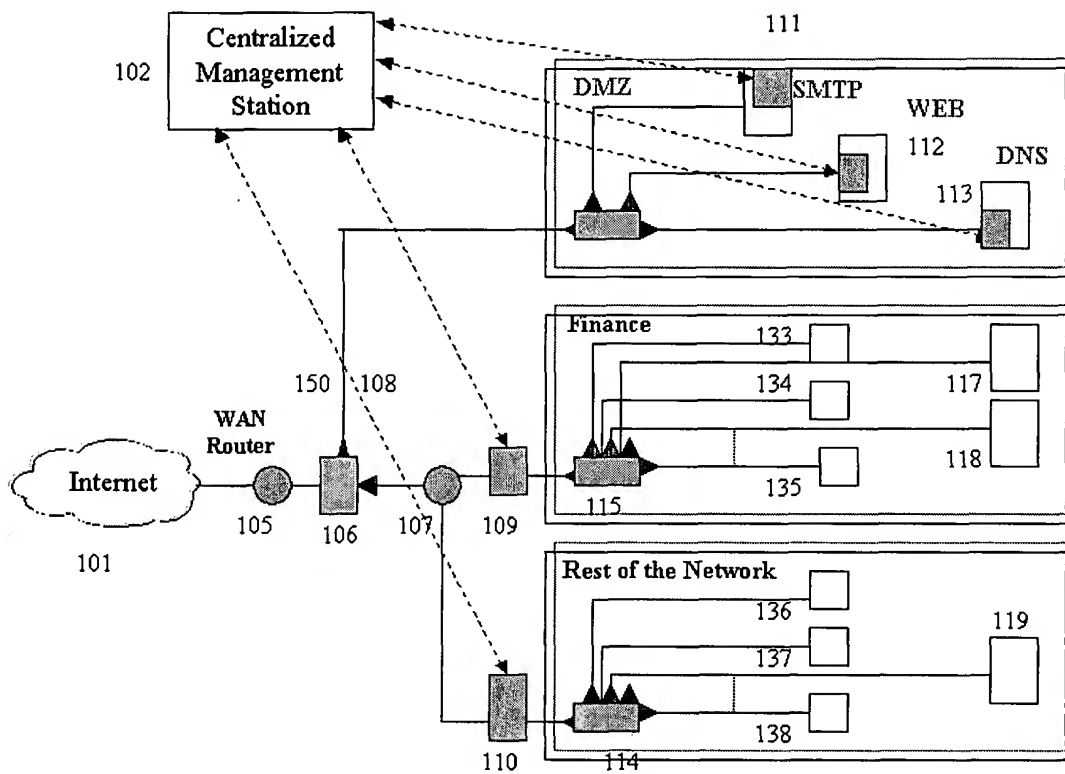 111
Centralized
Management
Station
102
DMZ
SMTP
WEB
112
DNS
113
Finance
133
134
117
118
135
115
150
108
WAN
Router
Internet
101
105
106
107
109
Rest of the Network
136
137
119
138
110
114